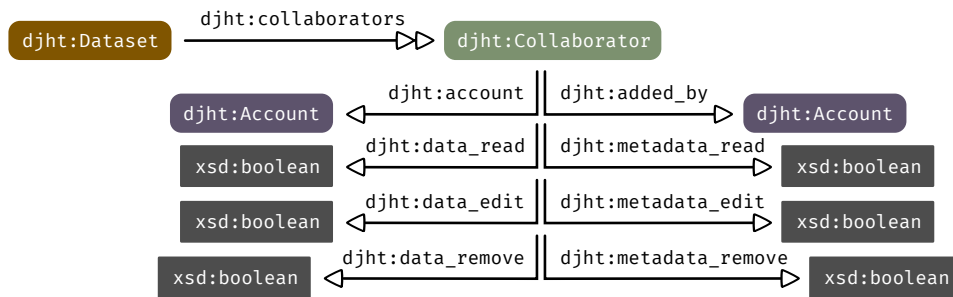 djht:collaborators
djht:Dataset djht:Collaborator
djht:account djht:added_by
djht:Account djht:Account
djht:data_read djht:metadata_read
xsd:boolean xsd:boolean
djht:data_edit djht:metadata_edit
xsd:boolean xsd:boolean
djht:data_remove djht:metadata_remove
xsd:boolean xsd:boolean